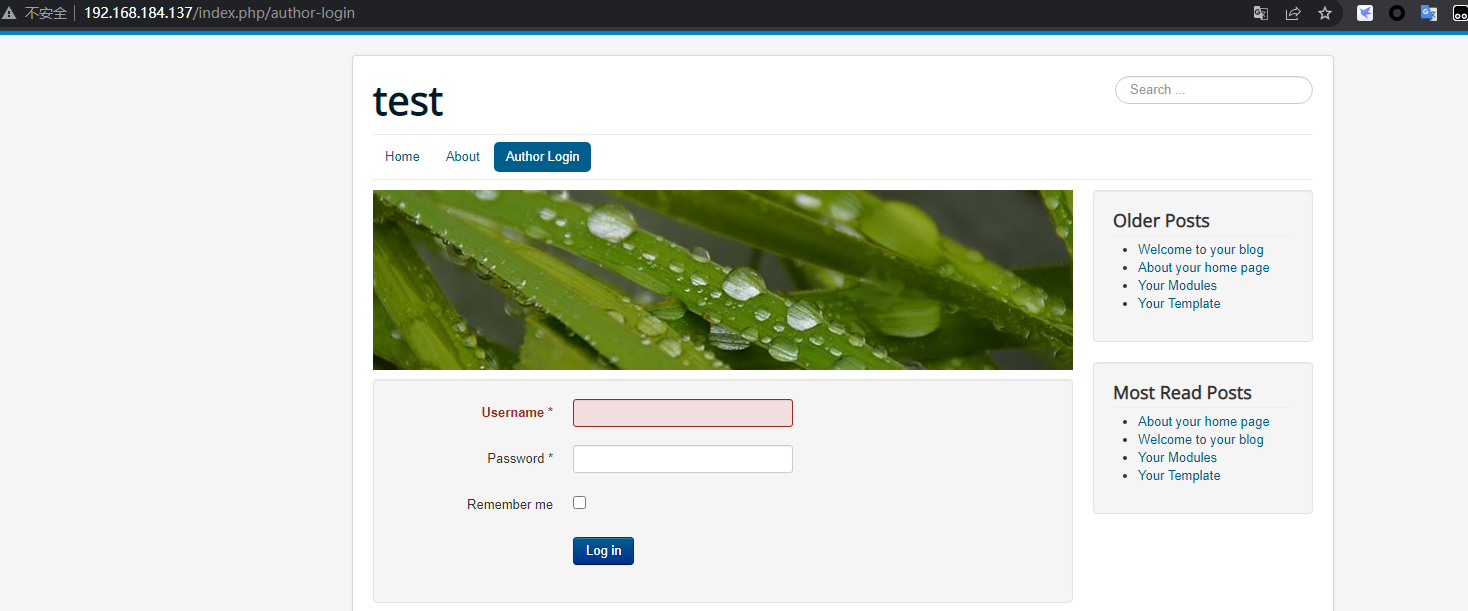 不安全 192.168.184.137/index.php/author-login
test
Search ...
Home About Author Login
Older Posts
Welcome to your blog
About your home page
Your Modules
Your Template
Most Read Posts
About your home page
Welcome to your blog
Your Modules
Your Template
Username *
Password *
Remember me
Log in